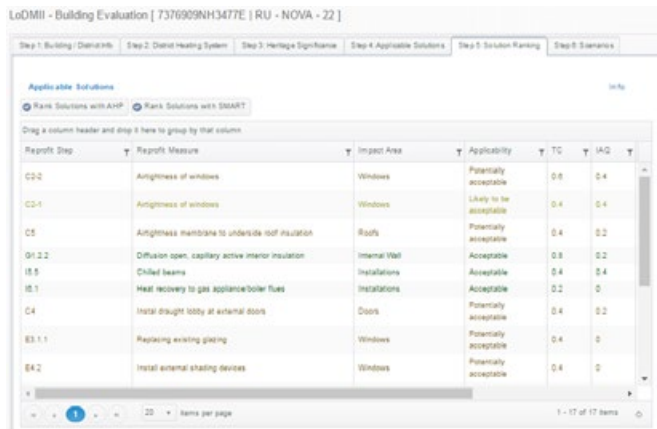 LoDMII - Building Evaluation [ 7376909NH3477E | RU - NOVA - 22 ]
Step 1: Building / District Info Step 2: District Heating System Step 3: Heritage Significance Step 4: Applicable Solutions Step 5: Solution Ranking Step 6: Scenarios
Applicable Solutions Info
Rank Solutions with AHP Rank Solutions with SMART
Drag a column header and drop it here to group by that column
Reprofit Step Reprofit Measure Impact Area Applicability TC IAQ
C2-2 Airtightness of windows Windows Potentially acceptable 0.6 0.4
C2-1 Airtightness of windows Windows Likely to be acceptable 0.4 0.4
C5 Airtightness membrane to underside roof insulation Roofs Potentially acceptable 0.4 0.2
G1.2.2 Diffusion open, capillary active interior insulation Internal Wall Acceptable 0.8 0.2
I5.5 Chilled beams Installations Acceptable 0.4 0.4
I6.1 Heat recovery to gas appliance/boiler flues Installations Acceptable 0.2 0
C4 Instal draught lobby at external doors Doors Potentially acceptable 0.4 0.2
E3.1.1 Replacing existing glazing Windows Potentially acceptable 0.4 0
E4.2 Install external shading devices Windows Potentially acceptable 0.4 0
1 20 items per page 1 - 17 of 17 items